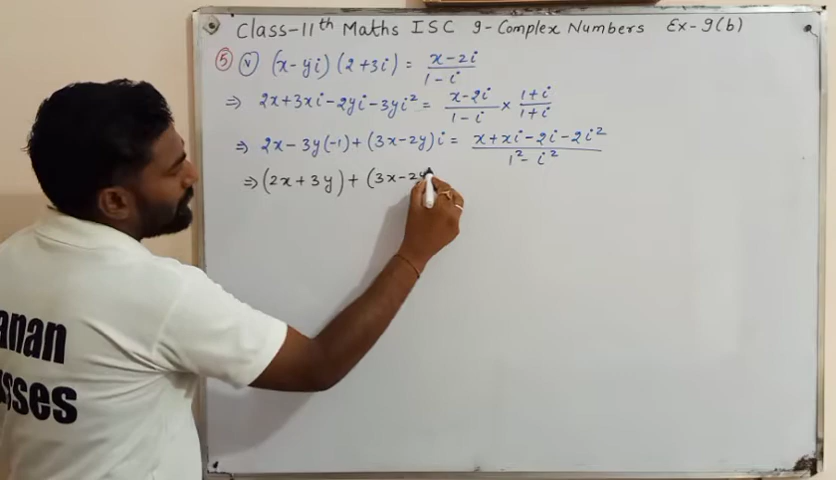 Class-11th Maths ISC 9-Complex Numbers Ex-9(b)
5 (v) (x-yi)(2+3i) = x-2i / 1-i
⇒ 2x+3xi-2yi-3yi² = x-2i / 1-i × 1+i / 1+i
⇒ 2x-3y(-1)+(3x-2y)i = x+xi-2i-2i² / 1²-i²
⇒ (2x+3y)+(3x-2y
anan
sses